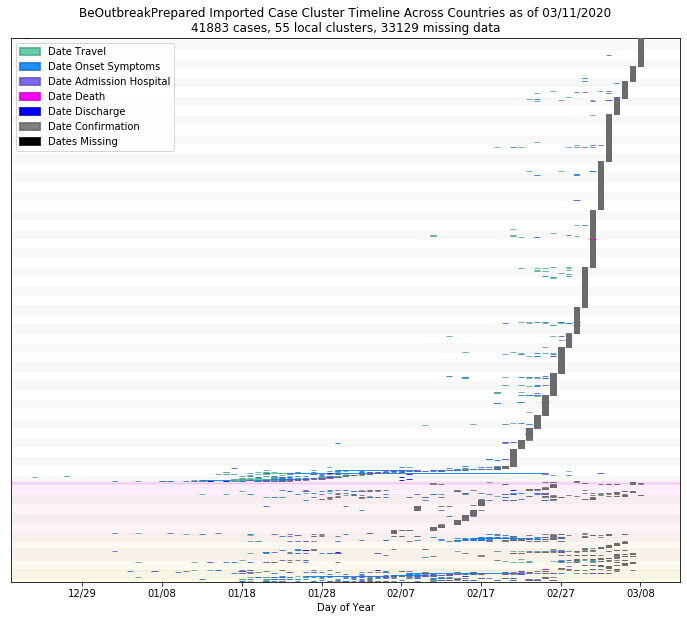 BeOutbreakPrepared Imported Case Cluster Timeline Across Countries as of 03/11/2020
41883 cases, 55 local clusters, 33129 missing data
Date Travel
Date Onset Symptoms
Date Admission Hospital
Date Death
Date Discharge
Date Confirmation
Dates Missing
12/29 01/08 01/18 01/28 02/07 02/17 02/27 03/08
Day of Year